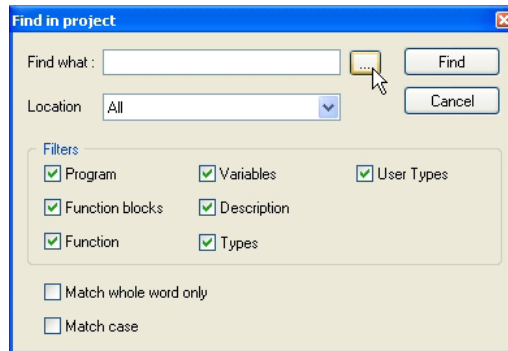 Find in project
Find what :
...
Find
Location
All
Cancel
Filters
Program
Variables
User Types
Function blocks
Description
Function
Types
Match whole word only
Match case